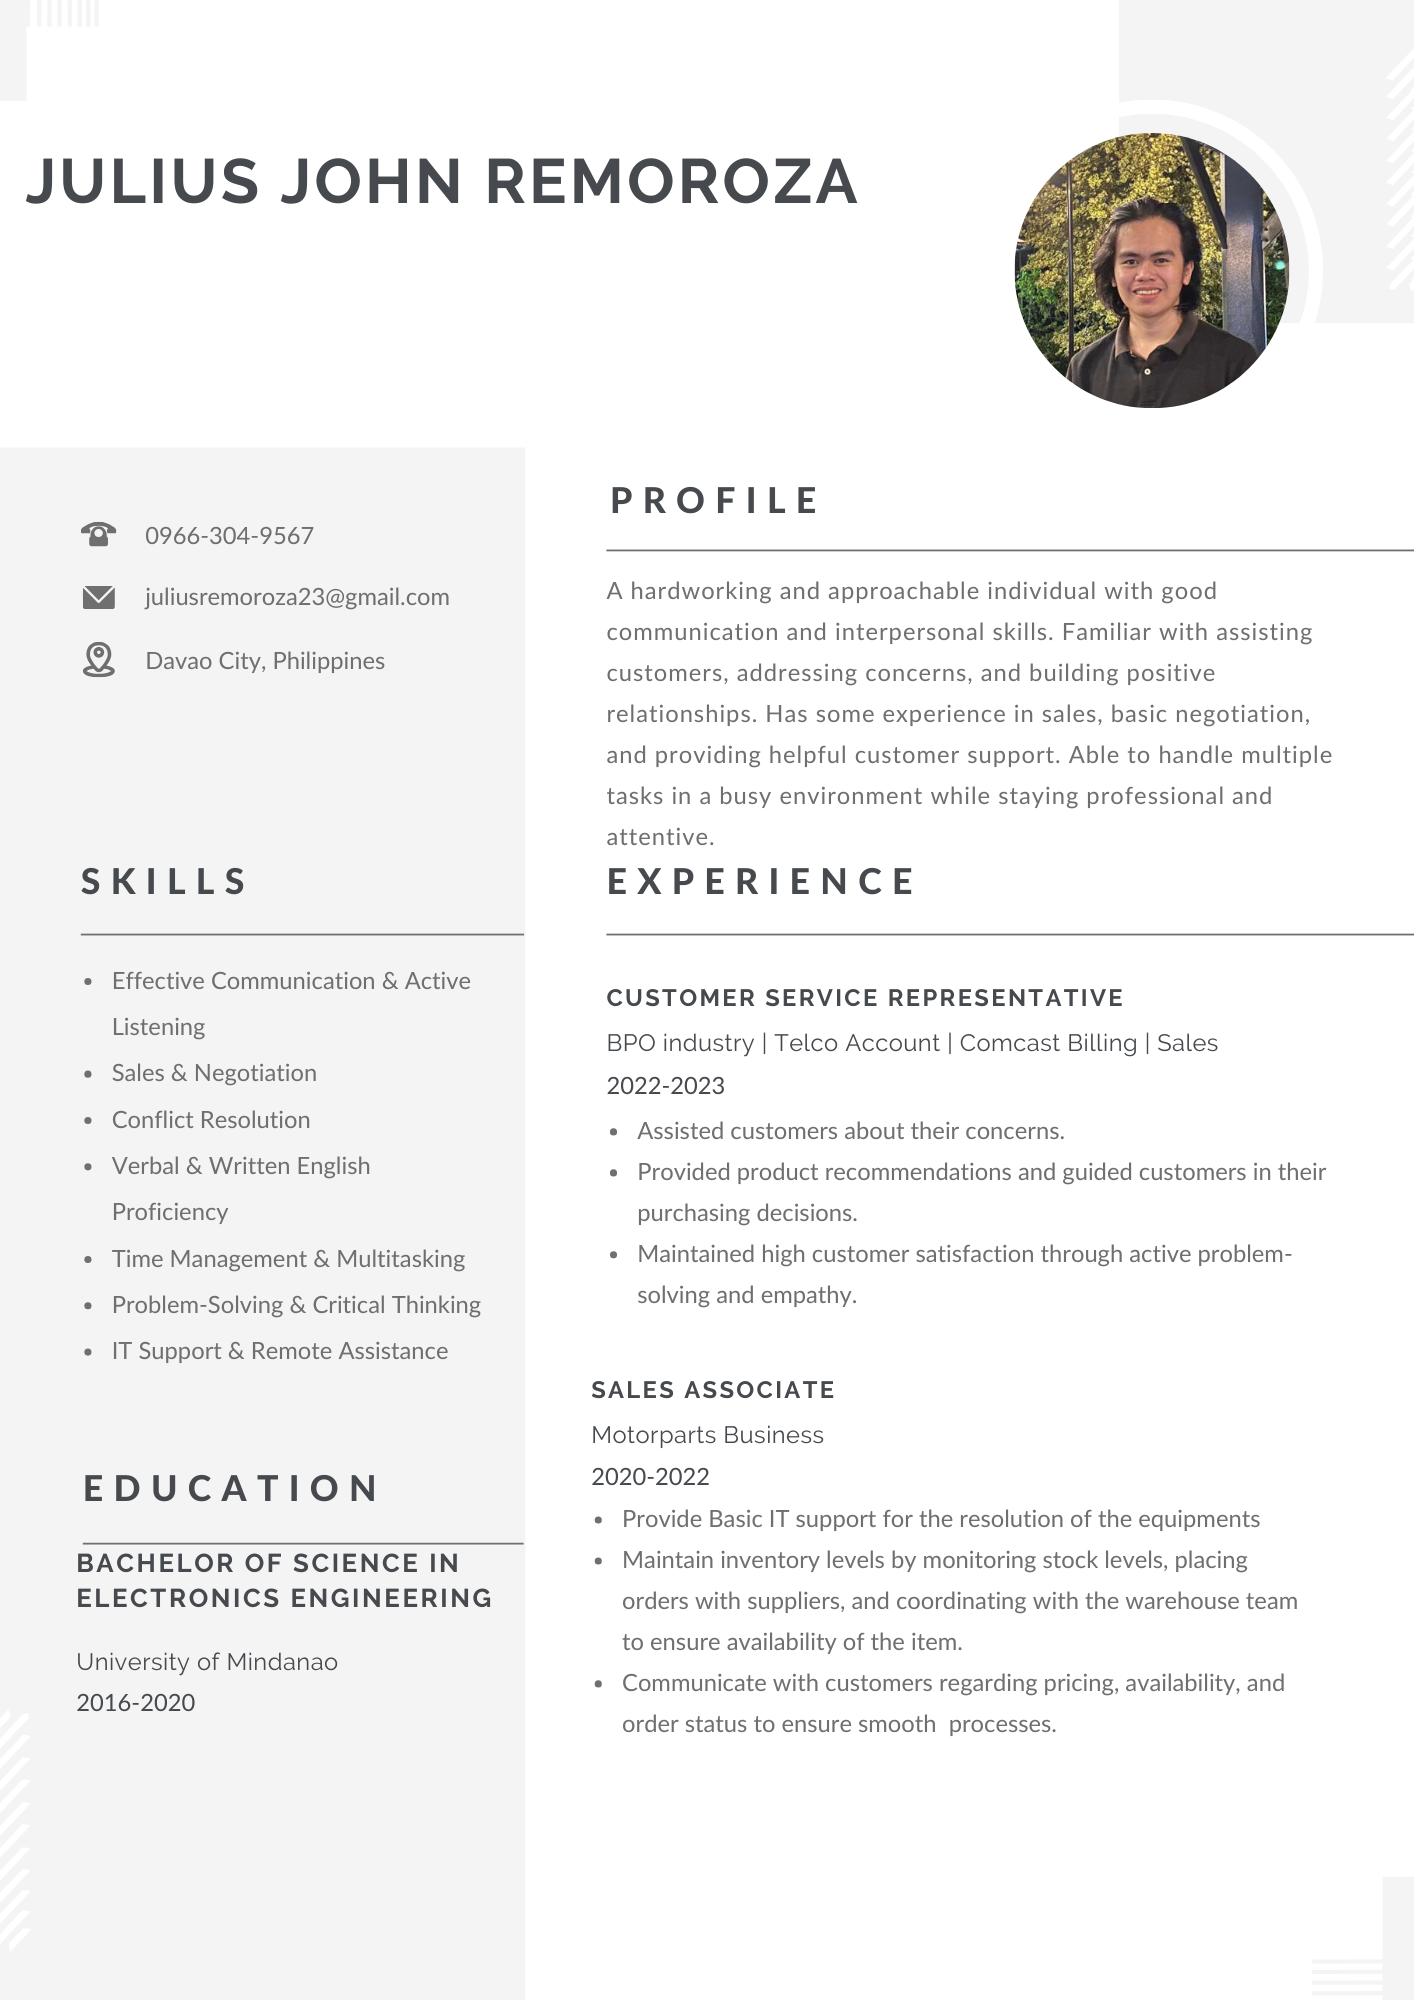 JULIUS JOHN REMOROZA
0966-304-9567
juliusremoroza23@gmail.com
Davao City, Philippines
SKILLS
Effective Communication & Active
Listening
Sales & Negotiation
Conflict Resolution
Verbal & Written English
Proficiency
Time Management & Multitasking
Problem-Solving & Critical Thinking
IT Support & Remote Assistance
EDUCATION
BACHELOR OF SCIENCE IN
ELECTRONICS ENGINEERING
University of Mindanao
2016-2020
PROFILE
A hardworking and approachable individual with good
communication and interpersonal skills. Familiar with assisting
customers, addressing concerns, and building positive
relationships. Has some experience in sales, basic negotiation,
and providing helpful customer support. Able to handle multiple
tasks in a busy environment while staying professional and
attentive.
EXPERIENCE
CUSTOMER SERVICE REPRESENTATIVE
BPO industry | Telco Account | Comcast Billing | Sales
2022-2023
Assisted customers about their concerns.
Provided product recommendations and guided customers in their
purchasing decisions.
Maintained high customer satisfaction through active problem-
solving and empathy.
SALES ASSOCIATE
Motorparts Business
2020-2022
Provide Basic IT support for the resolution of the equipments
Maintain inventory levels by monitoring stock levels, placing
orders with suppliers, and coordinating with the warehouse team
to ensure availability of the item.
Communicate with customers regarding pricing, availability, and
order status to ensure smooth  processes.